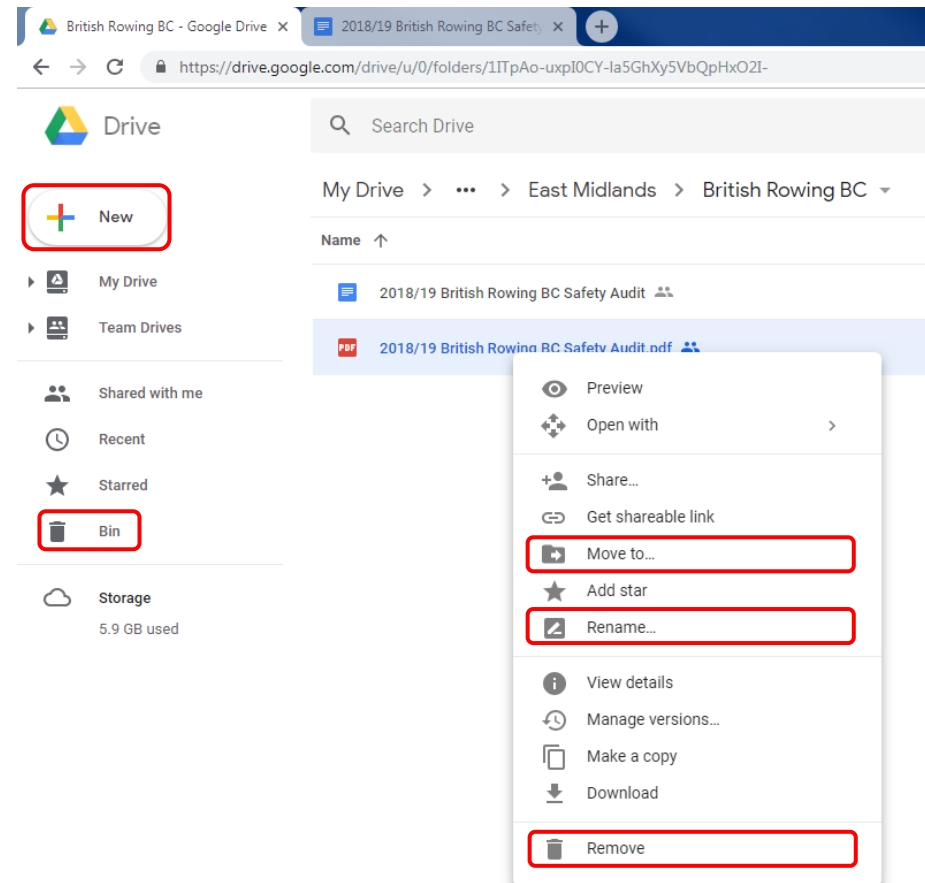 British Rowing BC - Google Drive
2018/19 British Rowing BC Safety
https://drive.google.com/drive/u/0/folders/1ITpAo-uxpI0CY-la5GhXy5VbQpHxO2I-
Drive
Search Drive
New
My Drive > ••• > East Midlands > British Rowing BC
Name
My Drive
Team Drives
Shared with me
Recent
Starred
Bin
Storage
5.9 GB used
2018/19 British Rowing BC Safety Audit
PDF
2018/19 British Rowing BC Safety Audit.pdf
Preview
Open with
Share...
Get shareable link
Move to...
Add star
Rename...
View details
Manage versions...
Make a copy
Download
Remove